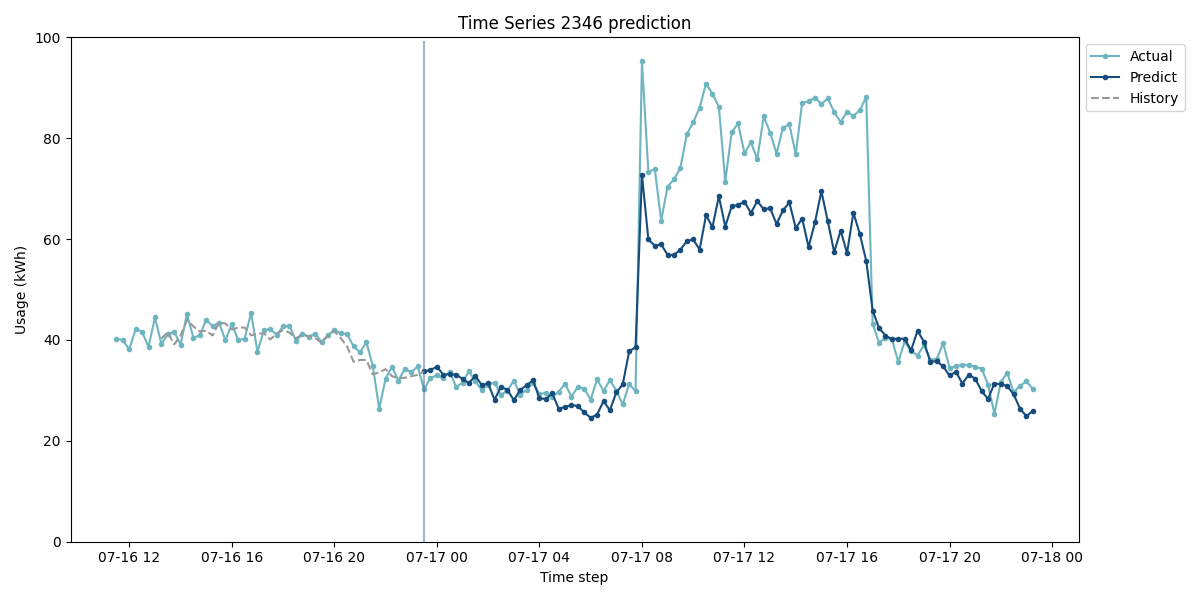 Time Series 2346 prediction
Actual
Predict
History
Usage (kWh)
100
80
60
40
20
0
07-16 12
07-16 16
07-16 20
07-17 00
07-17 04
07-17 08
07-17 12
07-17 16
07-17 20
07-18 00
Time step